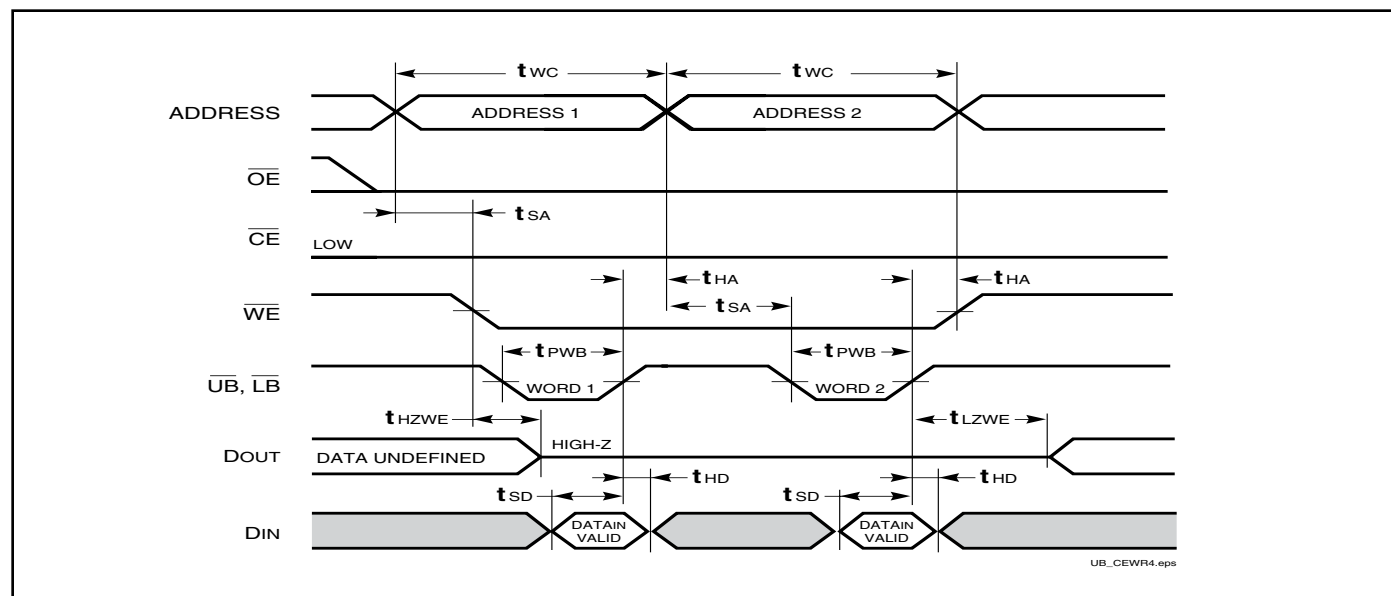 tWC tWC
ADDRESS ADDRESS 1 ADDRESS 2
OE
tSA
CE LOW
tHA tHA
tSA
WE
tPWB tPWB
UB, LB WORD 1 WORD 2
tHZWE tLZWE
HIGH-Z
DOUT DATA UNDEFINED
tHD tHD
tSD tSD
DIN DATAIN VALID DATAIN VALID
UB_CEWR4.eps